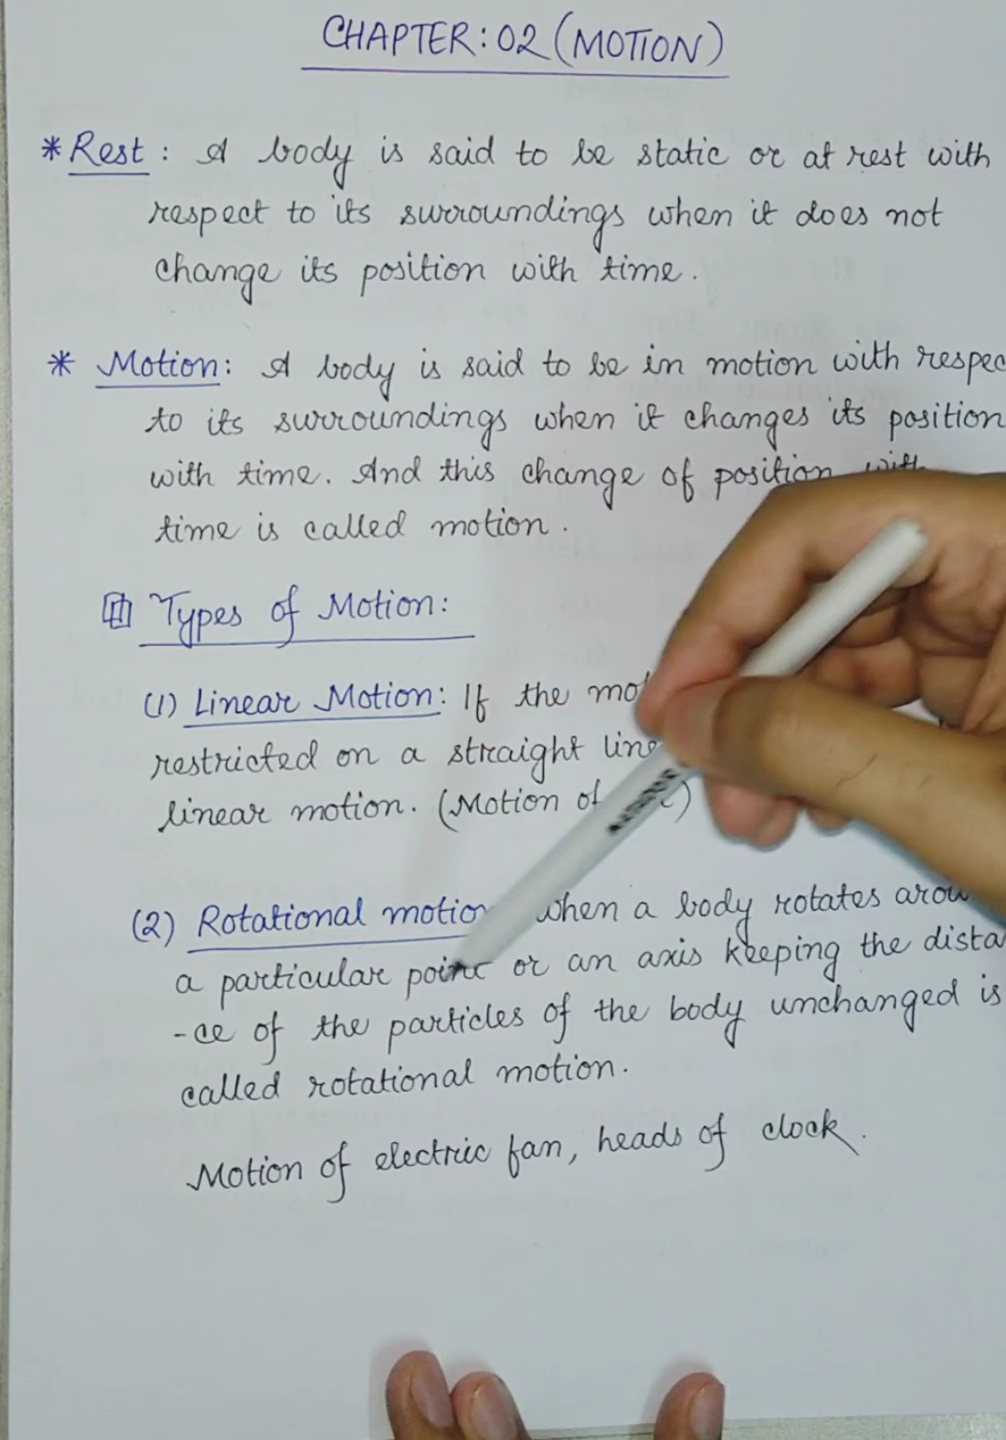 CHAPTER: 02 (MOTION)
* Rest : A body is said to be static or at rest with
respect to its surroundings when it does not
change its position with time.
* Motion: A body is said to be in motion with respec
to its surroundings when it changes its position
with time. And this change of position with
time is called motion.
Types of Motion:
(1) Linear Motion: If the mot
restricted on a straight line
linear motion. (Motion of
(2) Rotational motion when a body rotates arou
a particular point or an axis keeping the dista
-ce of the particles of the body unchanged is
called rotational motion.
Motion of electric fan, heads of clock.